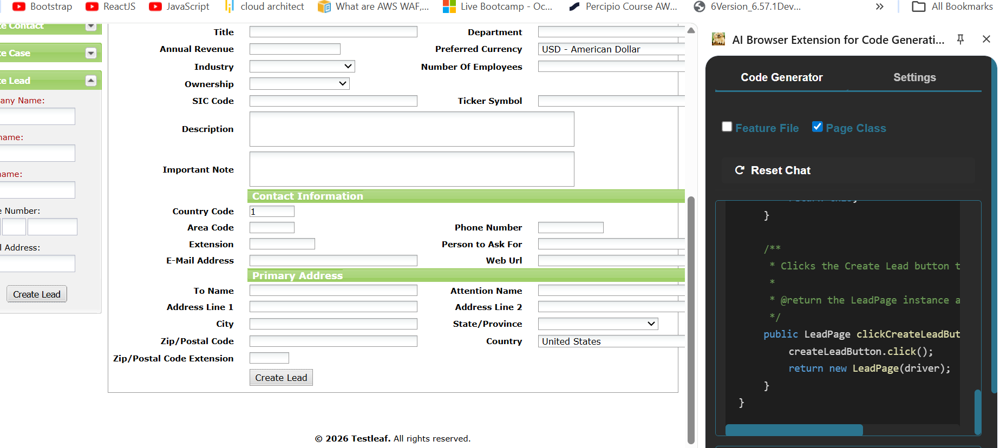 Bootstrap ReactJS JavaScript cloud architect What are AWS WAF,... Live Bootcamp - Oc... Percipio Course AW... 6Version_6.57.1Dev... » All Bookmarks
te Contact
te Case
te Lead
any Name:
name:
name:
e Number:
l Address:
Create Lead
Title Department
Annual Revenue Preferred Currency USD - American Dollar
Industry Number Of Employees
Ownership
SIC Code Ticker Symbol
Description
Important Note
Contact Information
Country Code 1
Area Code Phone Number
Extension Person to Ask For
E-Mail Address Web Url
Primary Address
To Name Attention Name
Address Line 1 Address Line 2
City State/Province
Zip/Postal Code Country United States
Zip/Postal Code Extension
Create Lead
© 2026 Testleaf. All rights reserved.
AI Browser Extension for Code Generati...
Code Generator Settings
Feature File Page Class
Reset Chat
}
/**
* Clicks the Create Lead button t
*
* @return the LeadPage instance a
*/
public LeadPage clickCreateLeadBut
createLeadButton.click();
return new LeadPage(driver);
}
}